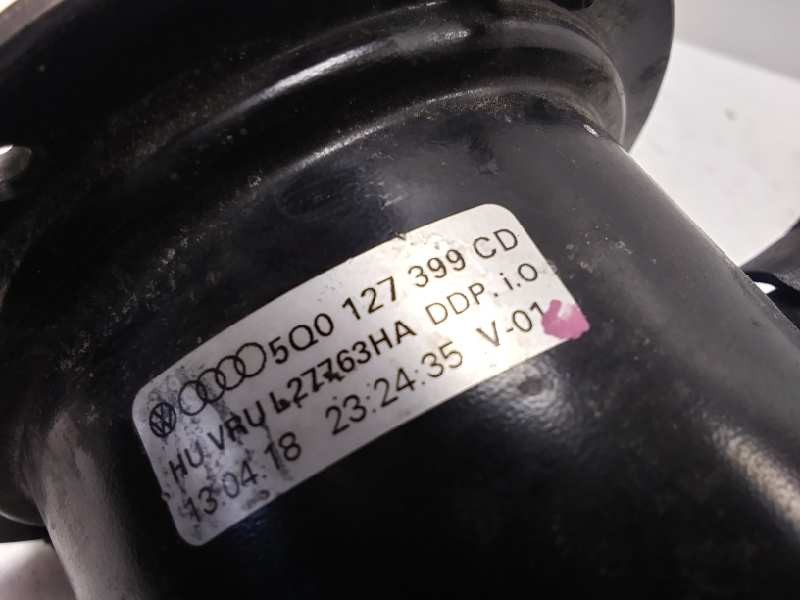 5Q0 127 399 CD
HU VRU L27763HA DDP. i.O
13.04.18 23:24:35 V-01